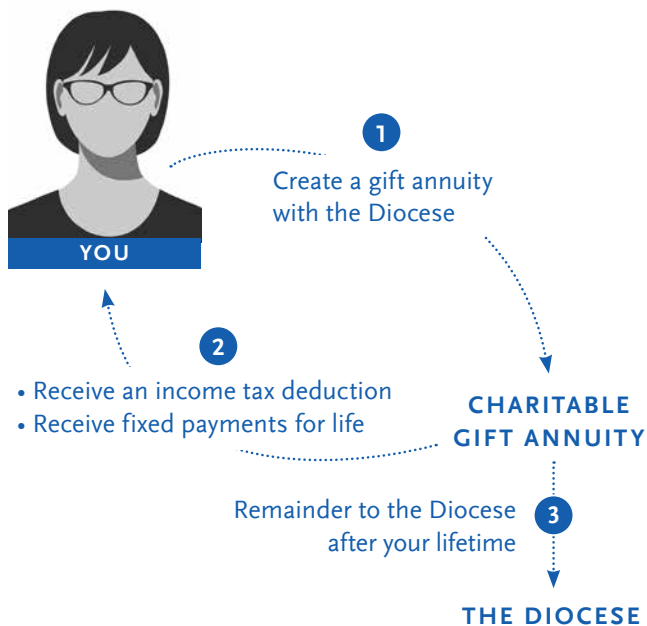 YOU
1
Create a gift annuity
with the Diocese
2
• Receive an income tax deduction
• Receive fixed payments for life
CHARITABLE
GIFT ANNUITY
Remainder to the Diocese
after your lifetime
3
THE DIOCESE